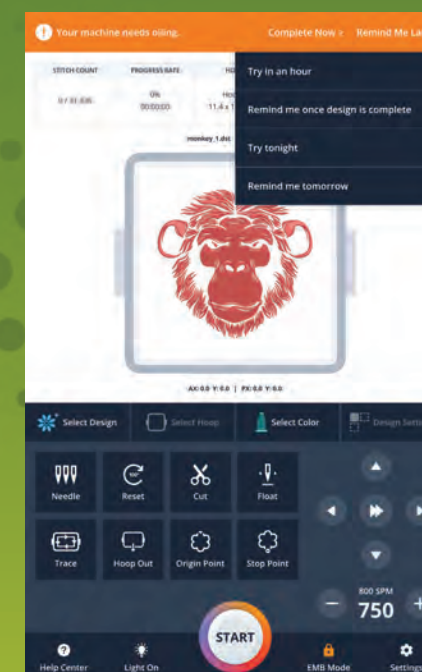 Your machine needs oiling.
Complete Now >
Remind Me La
Try in an hour
Remind me once design is complete
Try tonight
Remind me tomorrow
STITCH COUNT
PROGRESS RATE
HO
0%
00:00:00
Hoo
11.4 x 1
monkey_1.dst
AX: 0.0 Y: 0.0 | PX: 0.0 Y: 0.0
Select Design
Select Hoop
Select Color
Design Setti
Needle
100°
Reset
Cut
Float
Trace
Hoop Out
Origin Point
Stop Point
800 SPM
− 750 +
START
Help Center
Light On
EMB Mode
Settings